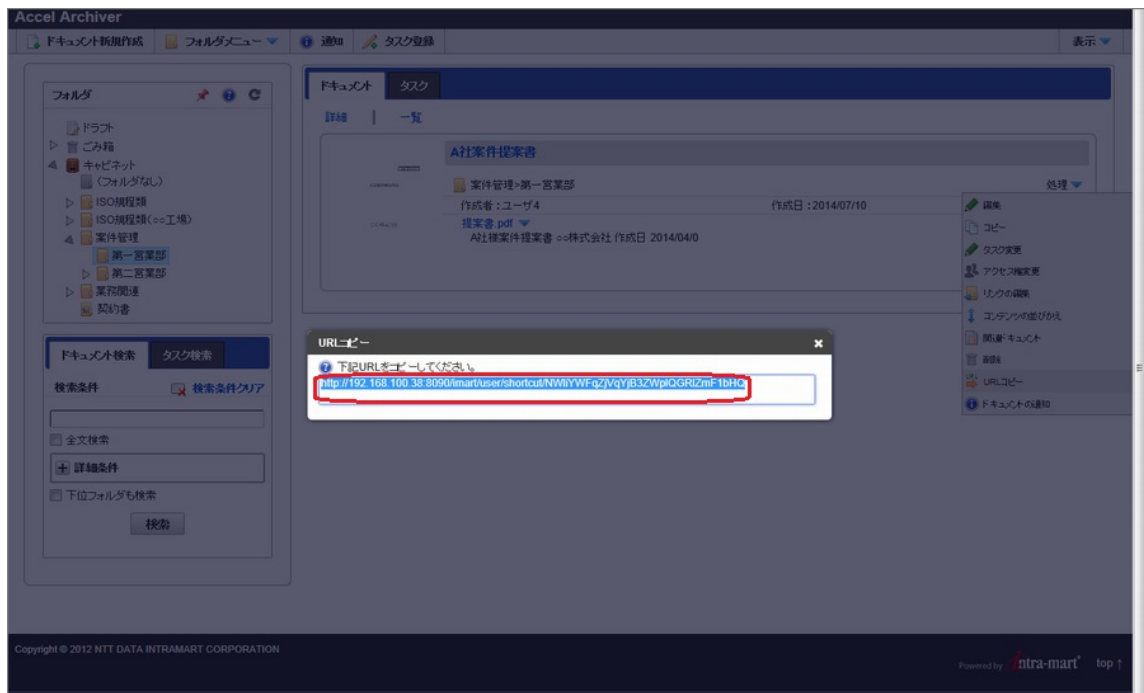 Accel Archiver
ドキュメント新規作成 フォルダメニュー 通知 タスク登録 表示
フォルダ
ドラフト
ごみ箱
キャビネット
(フォルダなし)
ISO規程類
ISO規程類(○○工場)
案件管理
第一営業部
第二営業部
業務関連
契約書
ドキュメント検索 タスク検索
検索条件 検索条件クリア
全文検索
詳細条件
下位フォルダも検索
検索
ドキュメント タスク
詳細 | 一覧
A社案件提案書
案件管理>第一営業部 処理
作成者 : ユーザ4 作成日 : 2014/07/10
提案書.pdf
A社様案件提案書 ○○株式会社 作成日 2014/04/0
編集
コピー
タスク変更
アクセス権変更
リンクの編集
コンテンツの並びかえ
関連ドキュメント
削除
URLコピー
ドキュメントの通知
URLコピー
下記URLをコピーしてください。
http://192.168.100.38:8090/imart/user/shortcut/NWliYWFqZjVqYjB3ZWplQGRlZmF1bHQ
Copyright © 2012 NTT DATA INTRAMART CORPORATION
Powered by intra-mart top ↑